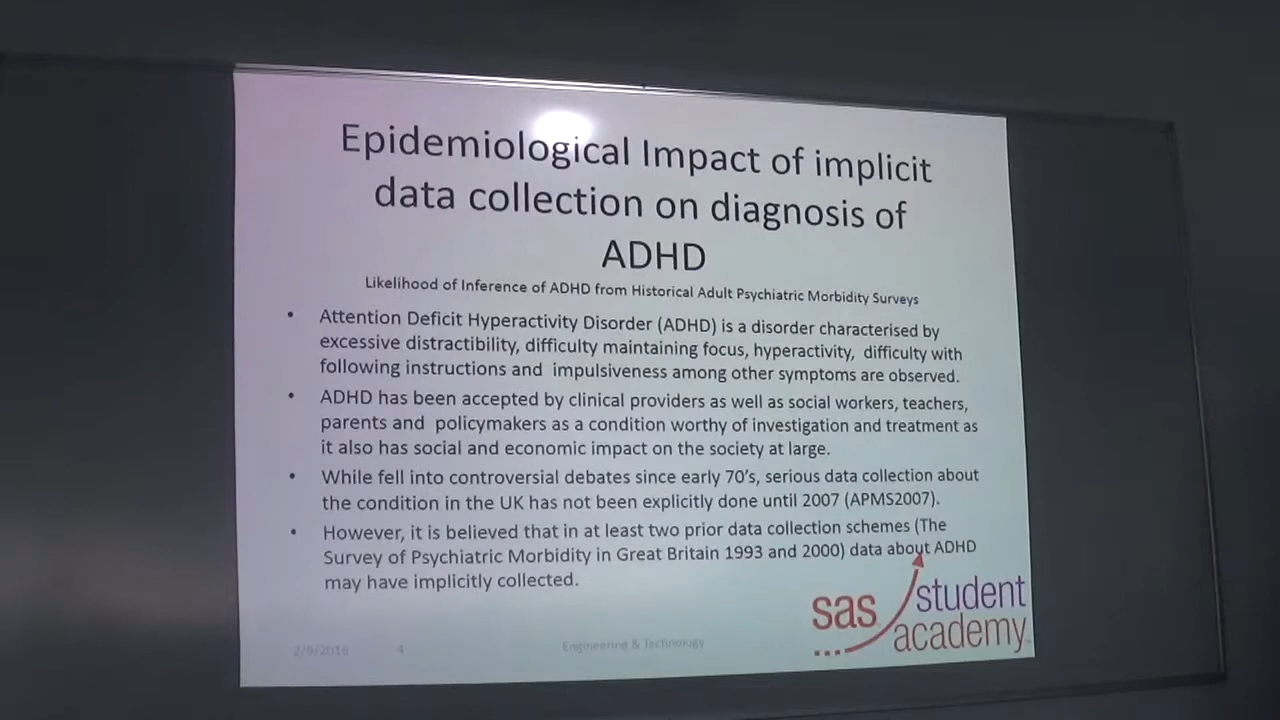 Epidemiological Impact of implicit
data collection on diagnosis of
ADHD
Likelihood of Inference of ADHD from Historical Adult Psychiatric Morbidity Surveys
• Attention Deficit Hyperactivity Disorder (ADHD) is a disorder characterised by
excessive distractibility, difficulty maintaining focus, hyperactivity, difficulty with
following instructions and impulsiveness among other symptoms are observed.
• ADHD has been accepted by clinical providers as well as social workers, teachers,
parents and policymakers as a condition worthy of investigation and treatment as
it also has social and economic impact on the society at large.
• While fell into controversial debates since early 70's, serious data collection about
the condition in the UK has not been explicitly done until 2007 (APMS2007).
• However, it is believed that in at least two prior data collection schemes (The
Survey of Psychiatric Morbidity in Great Britain 1993 and 2000) data about ADHD
may have implicitly collected.
sas student
academy
2/9/2016 4 Engineering & Technology